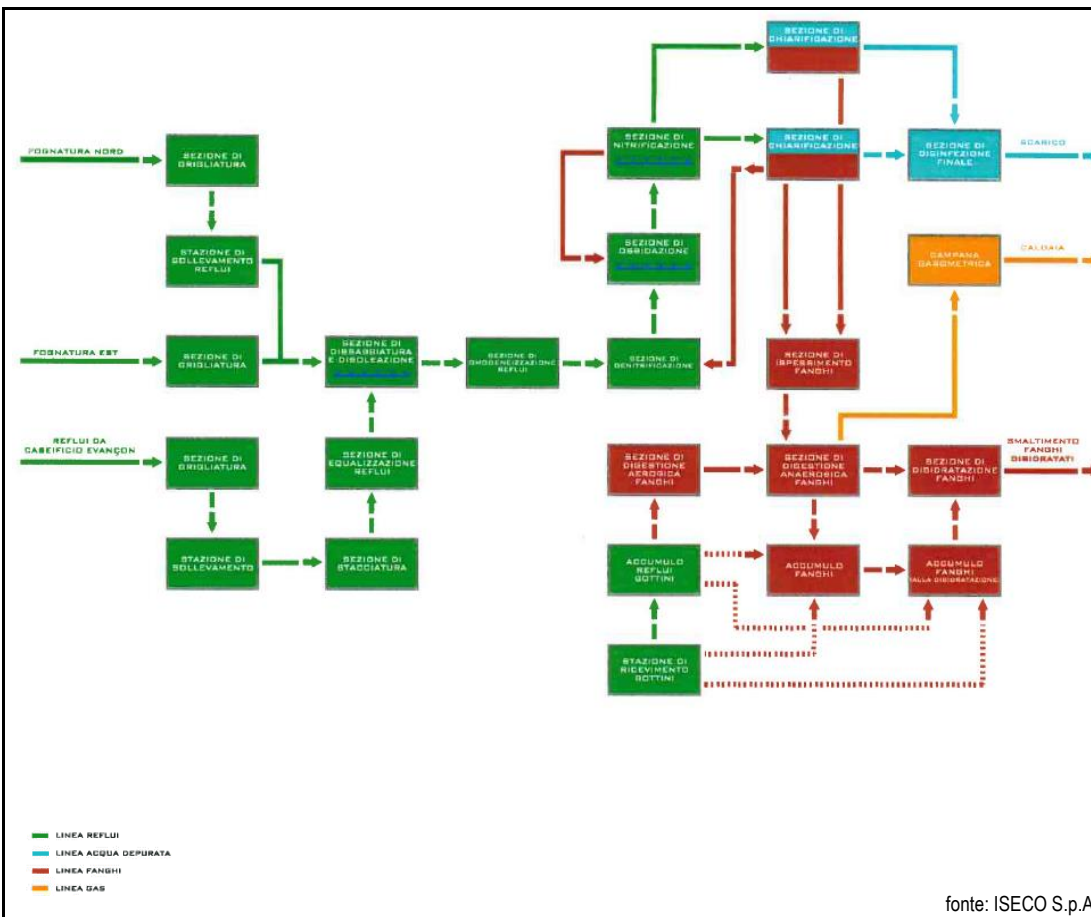 SEZIONE DI
CHIARIFICAZIONE
FOGNATURA NORD
SEZIONE DI
GRIGLIATURA
SEZIONE DI
NITRIFICAZIONE
SEZIONE DI
CHIARIFICAZIONE
SEZIONE DI
DISINFEZIONE
FINALE
SCARICO
STAZIONE DI
SOLLEVAMENTO
REFLUI
SEZIONE DI
OSSIDAZIONE
CAMPANA
GASOMETRICA
CALDAIA
FOGNATURA EST
SEZIONE DI
GRIGLIATURA
SEZIONE DI
DISSABBIATURA
E DISOLEAZIONE
SEZIONE DI
OMOGENEIZZAZIONE
REFLUI
SEZIONE DI
DENITRIFICAZIONE
SEZIONE DI
ISPESSIMENTO
FANGHI
REFLUI DA
CASEIFICIO EVANÇON
SEZIONE DI
GRIGLIATURA
SEZIONE DI
EQUALIZZAZIONE
REFLUI
SEZIONE DI
DIGESTIONE
AEROBICA
FANGHI
SEZIONE DI
DIGESTIONE
ANAEROBICA
FANGHI
SEZIONE DI
DISIDRATAZIONE
FANGHI
SMALTIMENTO
FANGHI
DISIDRATATI
STAZIONE DI
SOLLEVAMENTO
SEZIONE DI
STACCIATURA
ACCUMULO
REFLUI
BOTTINI
ACCUMULO
FANGHI
ACCUMULO
FANGHI
(ALLA DISIDRATAZIONE)
STAZIONE DI
RICEVIMENTO
BOTTINI
LINEA REFLUI
LINEA ACQUA DEPURATA
LINEA FANGHI
LINEA GAS
fonte: ISECO S.p.A